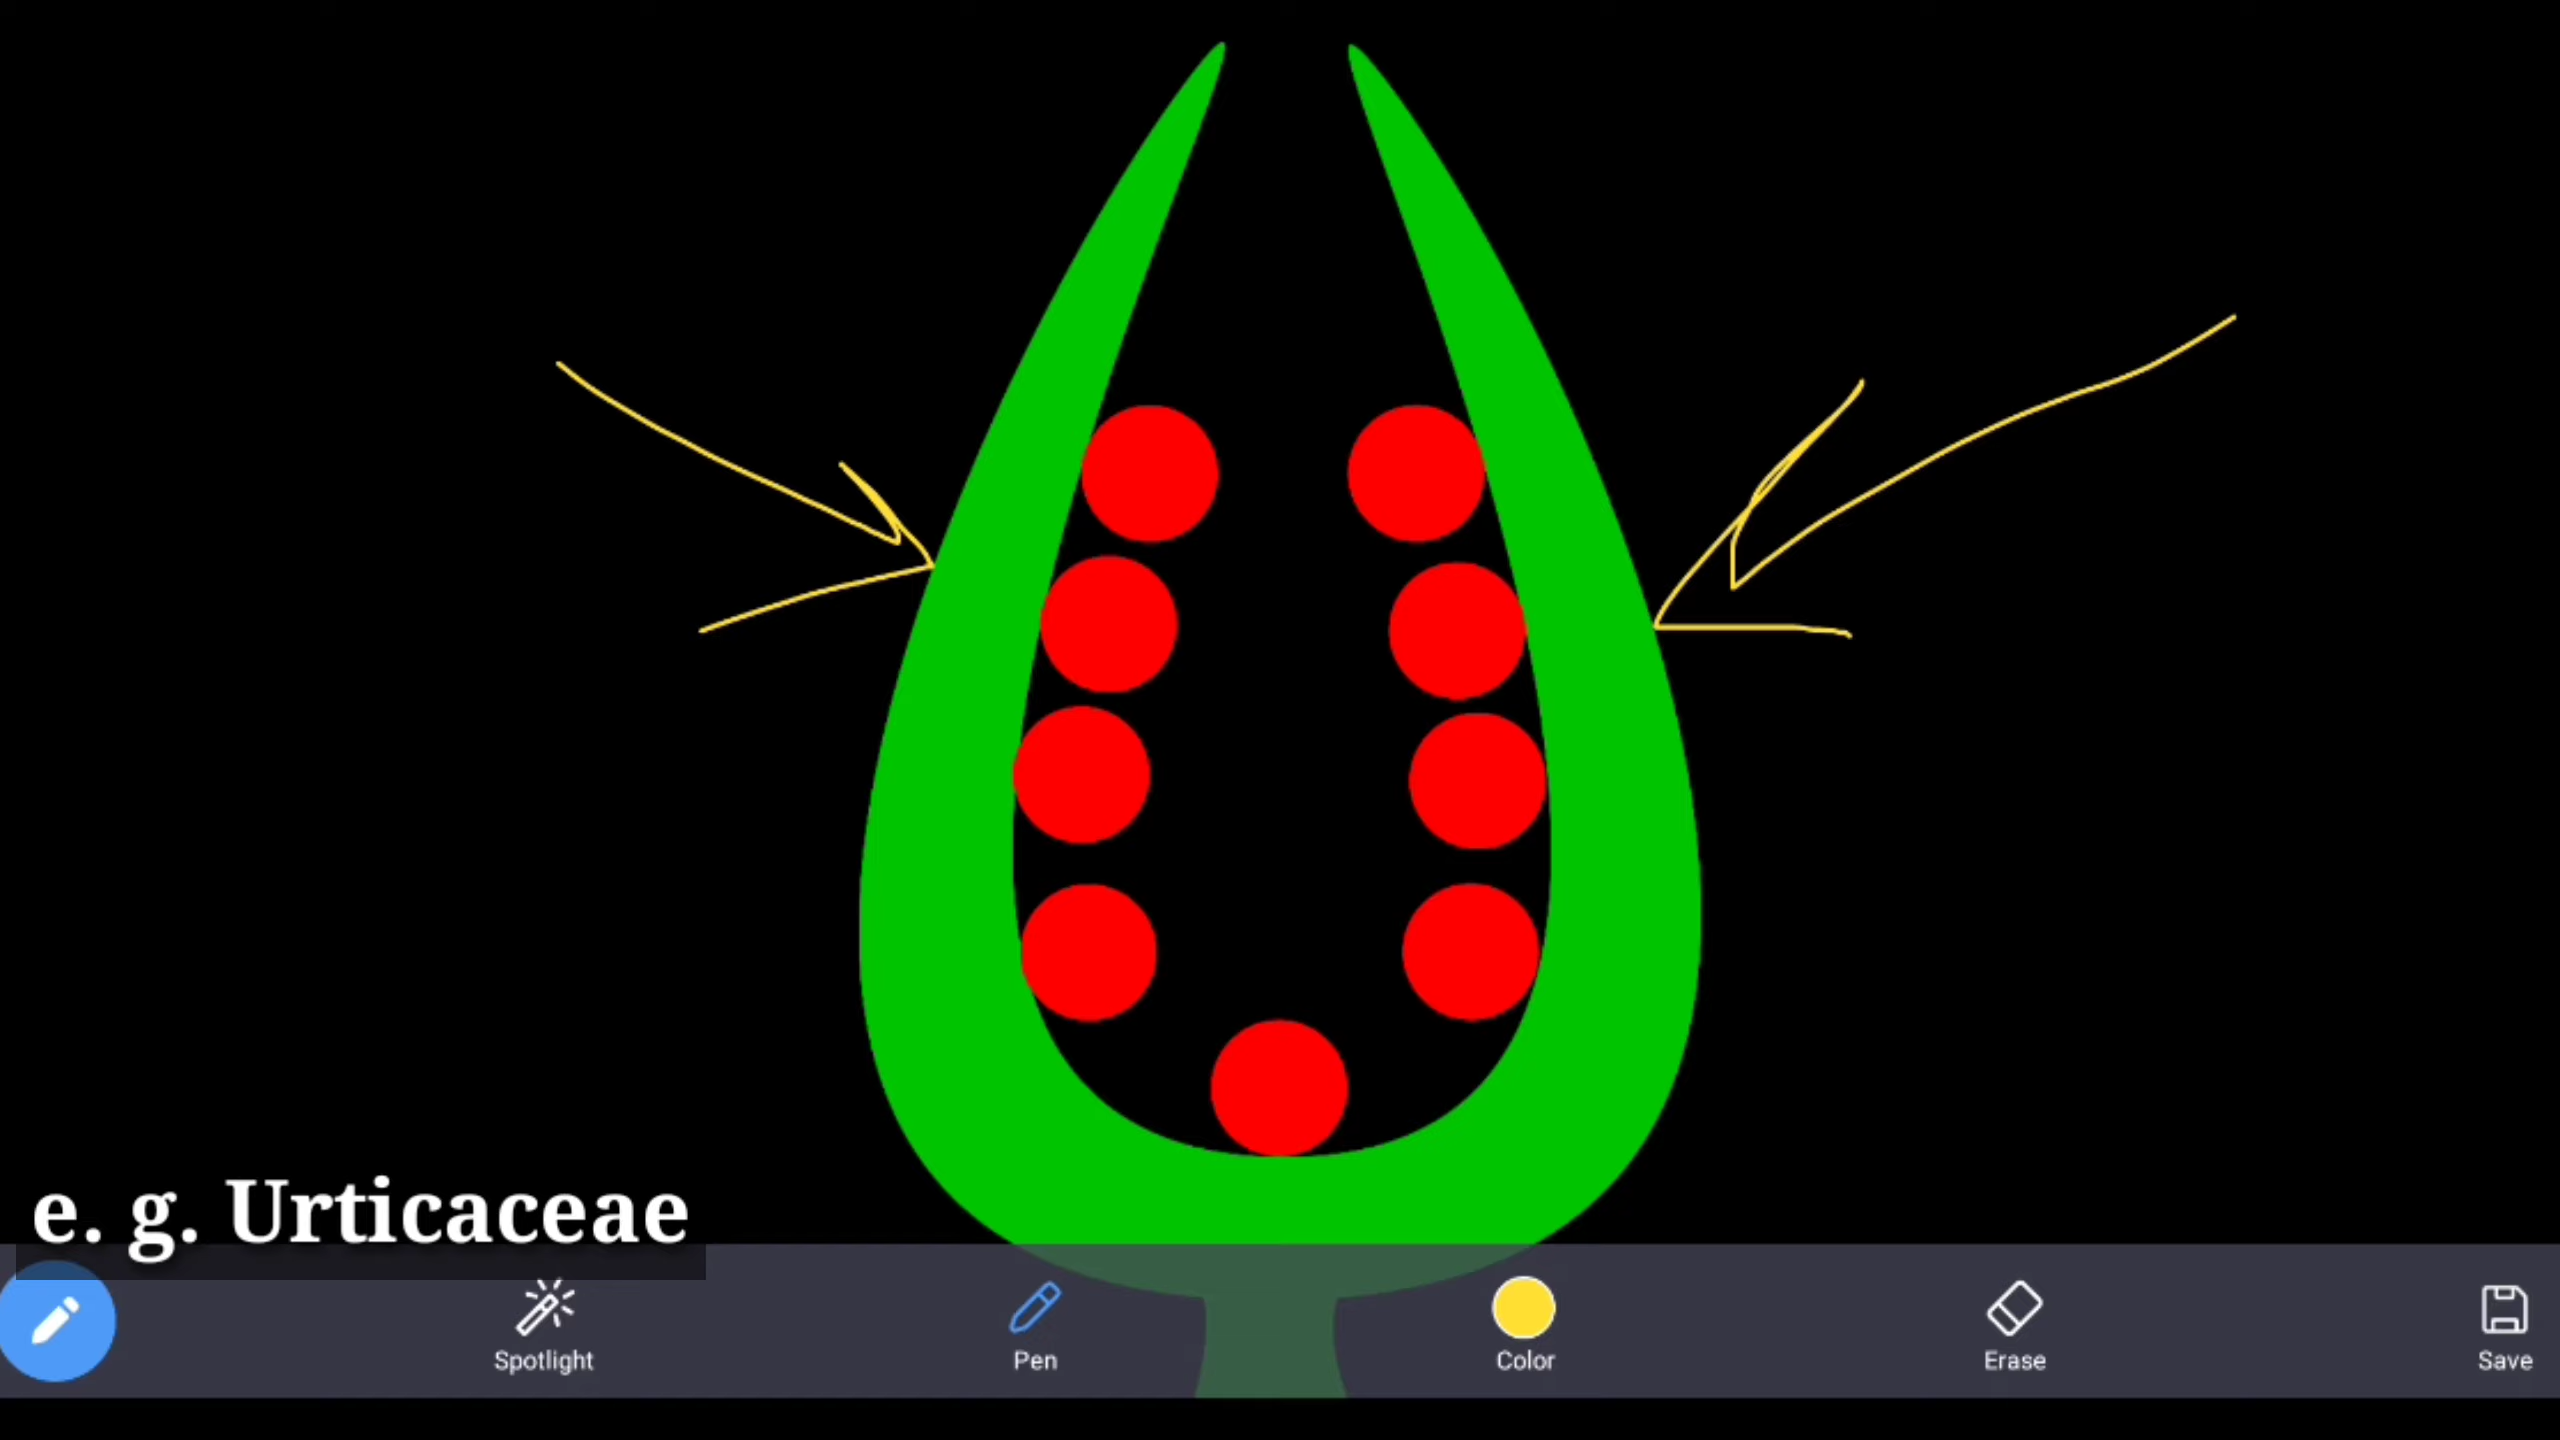 e. g. Urticaceae
Spotlight
Pen
Color
Erase
Save